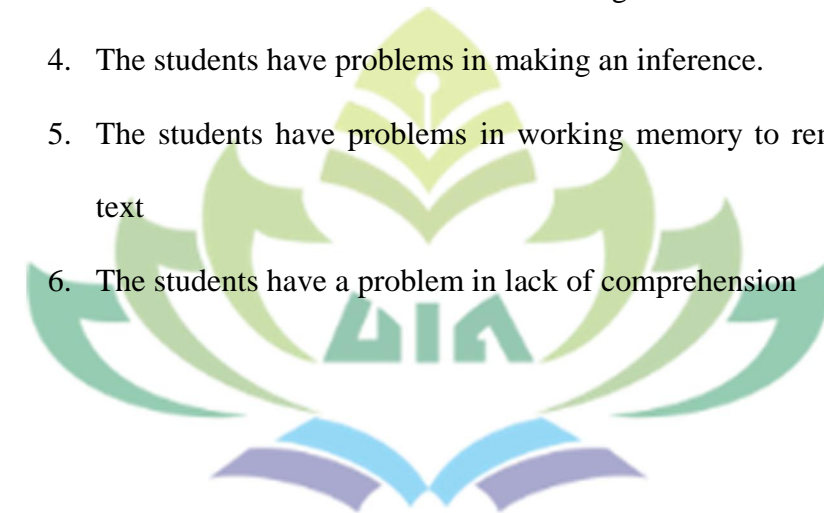 4. The students have problems in making an inference.
5. The students have problems in working memory to
text
6. The students have a problem in lack of comprehension